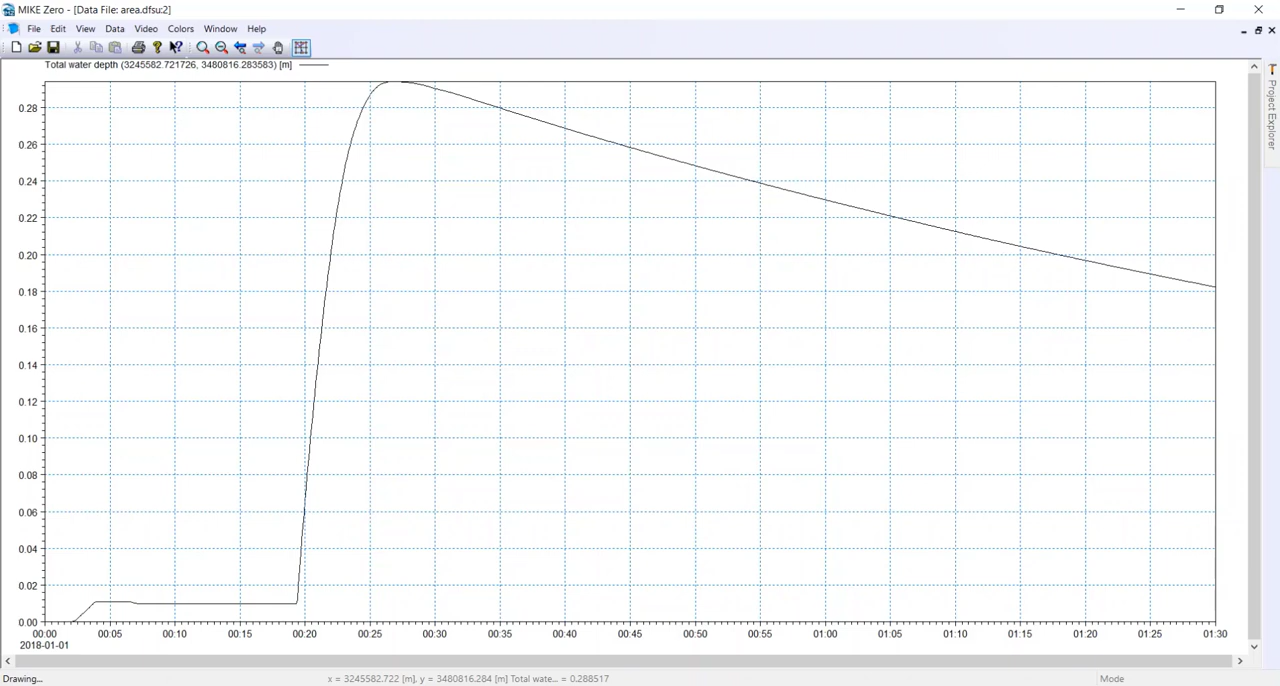 MIKE Zero - [Data File: area.dfsu:2]
File Edit View Data Video Colors Window Help
Total water depth (3245582.721726, 3480816.283583) [m]
0.28
0.26
0.24
0.22
0.20
0.18
0.16
0.14
0.12
0.10
0.08
0.06
0.04
0.02
0.00
00:00 00:05 00:10 00:15 00:20 00:25 00:30 00:35 00:40 00:45 00:50 00:55 01:00 01:05 01:10 01:15 01:20 01:25 01:30
2018-01-01
Project Explorer
Drawing... x = 3245582.722 [m], y = 3480816.284 [m] Total wate... = 0.288517 Mode